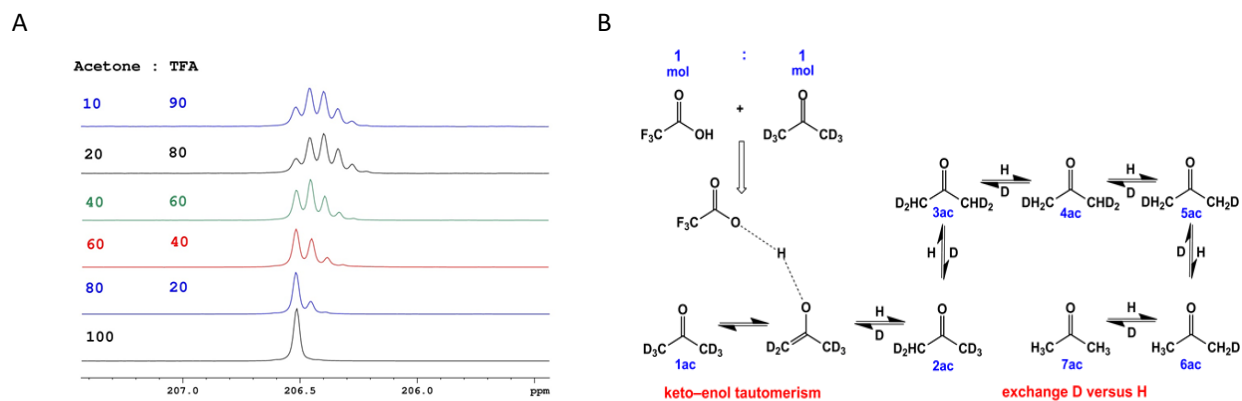 A
Acetone : TFA
10 90
20 80
40 60
60 40
80 20
100
207.0 206.5 206.0 ppm
B
1 : 1
mol mol
O O
F3C OH + D3C CD3
O
F3C O
H
O O O
H H
D2HC CHD2 D DH2C CHD2 D DH2C CH2D
3ac 4ac 5ac
H D D H
O O O O O
H H
D3C CD3 D2C CD3 D D2HC CD3 H3C CH3 D H3C CH2D
1ac 2ac 7ac 6ac
keto–enol tautomerism exchange D versus H